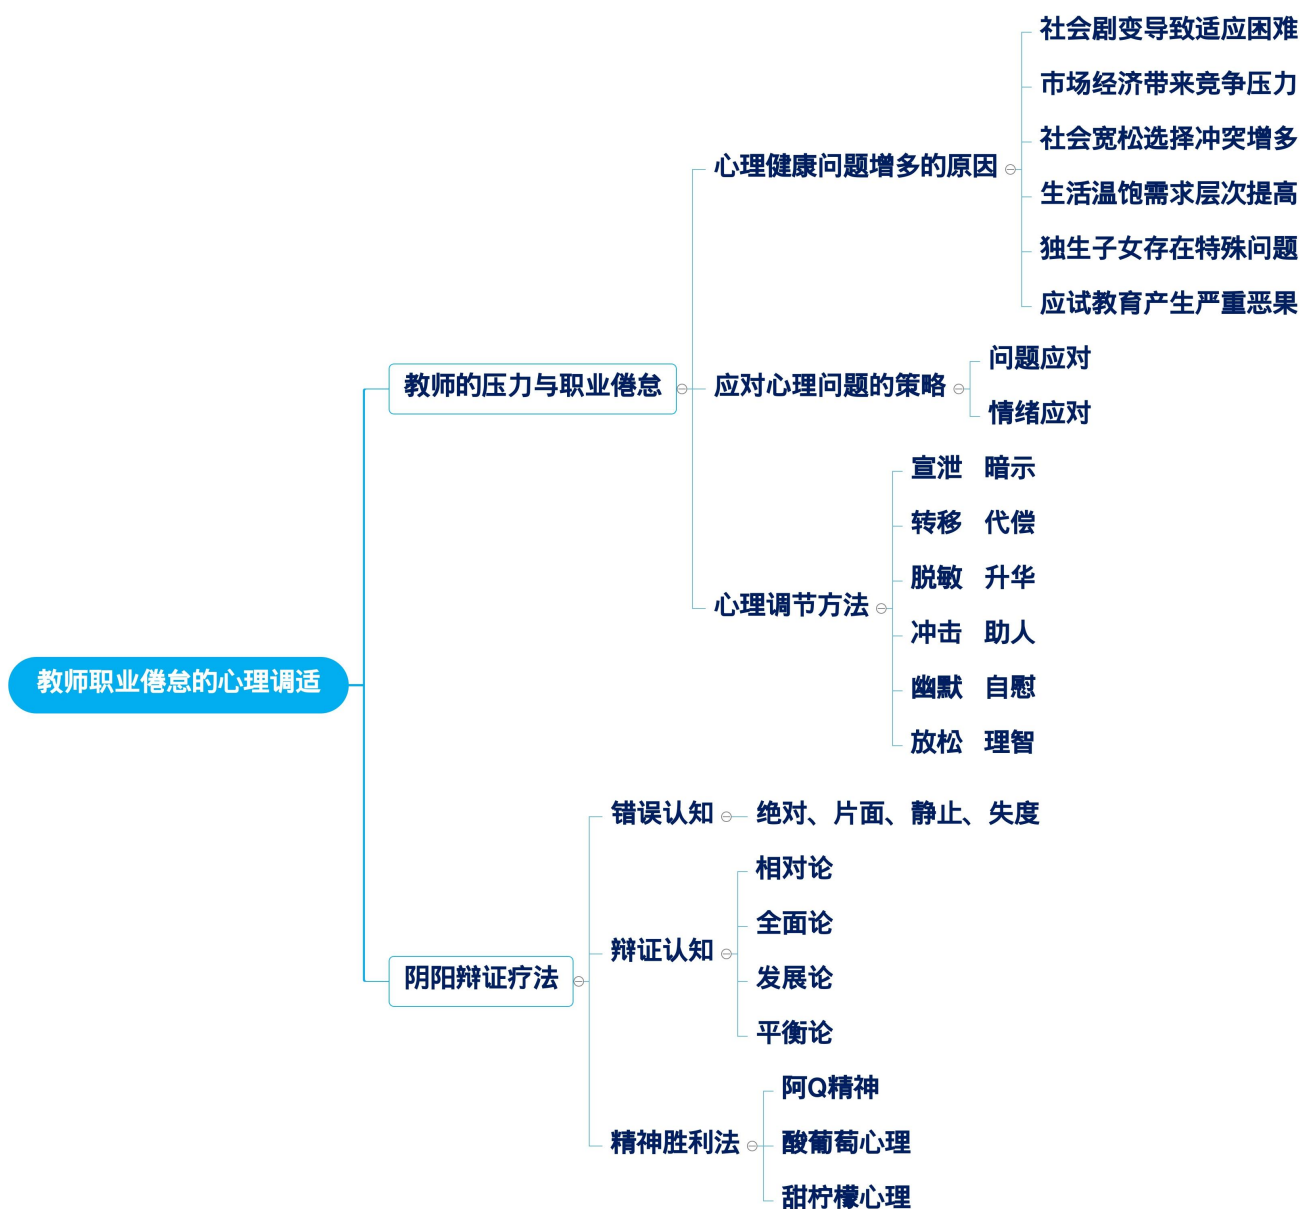 教师职业倦怠的心理调适
教师的压力与职业倦怠
心理健康问题增多的原因
社会剧变导致适应困难
市场经济带来竞争压力
社会宽松选择冲突增多
生活温饱需求层次提高
独生子女存在特殊问题
应试教育产生严重恶果
应对心理问题的策略
问题应对
情绪应对
心理调节方法
宣泄 暗示
转移 代偿
脱敏 升华
冲击 助人
幽默 自慰
放松 理智
阴阳辩证疗法
错误认知
绝对、片面、静止、失度
辩证认知
相对论
全面论
发展论
平衡论
精神胜利法
阿Q精神
酸葡萄心理
甜柠檬心理